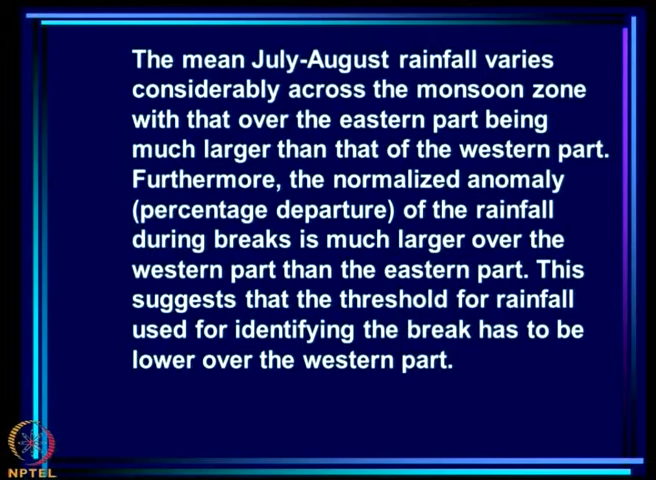 The mean July-August rainfall varies
considerably across the monsoon zone
with that over the eastern part being
much larger than that of the western part.
Furthermore, the normalized anomaly
(percentage departure) of the rainfall
during breaks is much larger over the
western part than the eastern part. This
suggests that the threshold for rainfall
used for identifying the break has to be
lower over the western part.
NPTEL